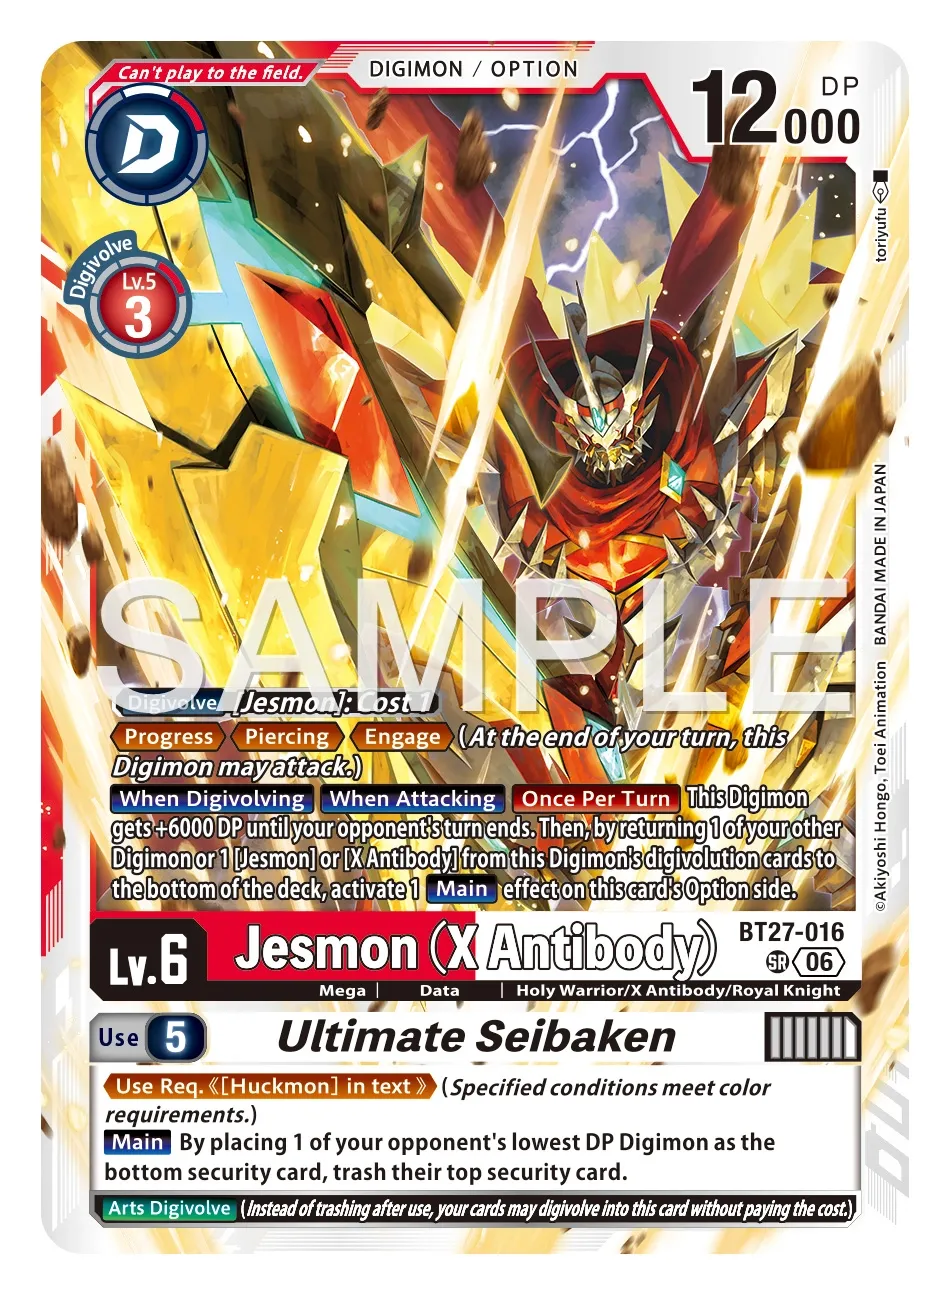 Can't play to the field.
DIGIMON / OPTION
12000
DP
D
Digivolve
Lv.5
3
toriyufu
SAMPLE
Digivolve [Jesmon]: Cost 1
Progress Piercing Engage (At the end of your turn, this
Digimon may attack.)
When Digivolving When Attacking Once Per Turn This Digimon
gets +6000 DP until your opponent's turn ends. Then, by returning 1 of your other
Digimon or 1 [Jesmon] or [X Antibody] from this Digimon's digivolution cards to
the bottom of the deck, activate 1 Main effect on this card's Option side.
©Akiyoshi Hongo, Toei Animation BANDAI MADE IN JAPAN
Lv.6
Jesmon (X Antibody)
BT27-016
SR 06
Mega | Data | Holy Warrior/X Antibody/Royal Knight
Use 5
Ultimate Seibaken
Use Req.《[Huckmon] in text》(Specified conditions meet color
requirements.)
Main By placing 1 of your opponent's lowest DP Digimon as the
bottom security card, trash their top security card.
Arts Digivolve (Instead of trashing after use, your cards may digivolve into this card without paying the cost.)